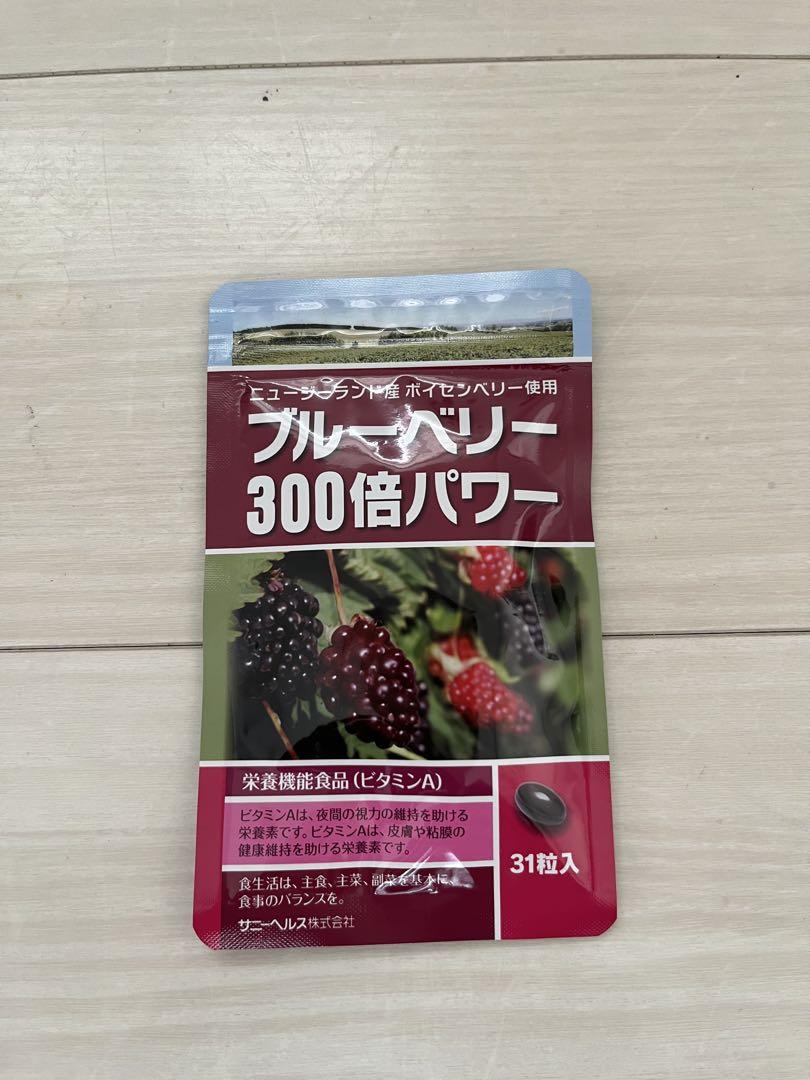 ニュージーランド産 ボイセンベリー使用
ブルーベリー
300倍パワー
栄養機能食品(ビタミンA)
ビタミンAは、夜間の視力の維持を助ける
栄養素です。ビタミンAは、皮膚や粘膜の
健康維持を助ける栄養素です。
31粒入
食生活は、主食、主菜、副菜を基本に、
食事のバランスを。
サニーヘルス株式会社